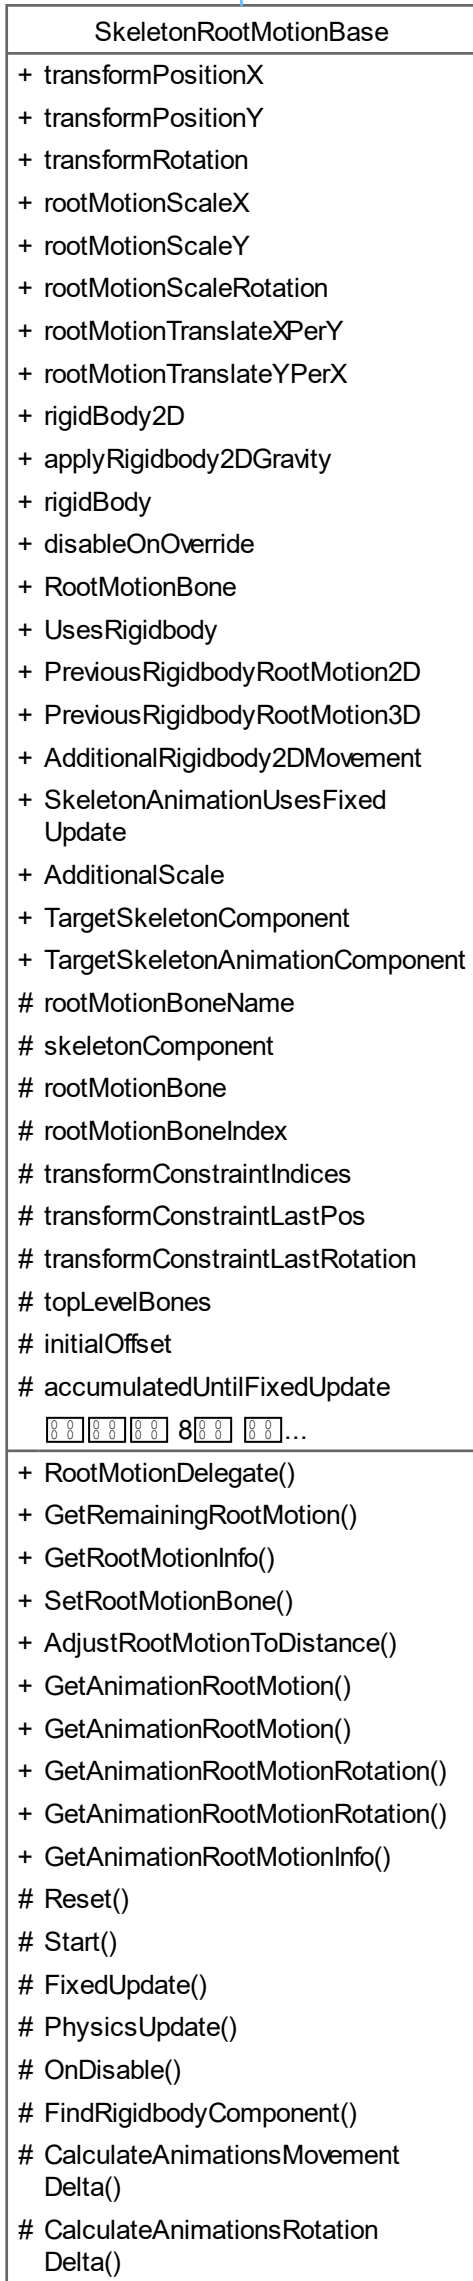 SkeletonRootMotionBase
+ transformPositionX
+ transformPositionY
+ transformRotation
+ rootMotionScaleX
+ rootMotionScaleY
+ rootMotionScaleRotation
+ rootMotionTranslateXPerY
+ rootMotionTranslateYPerX
+ rigidBody2D
+ applyRigidbody2DGravity
+ rigidBody
+ disableOnOverride
+ RootMotionBone
+ UsesRigidbody
+ PreviousRigidbodyRootMotion2D
+ PreviousRigidbodyRootMotion3D
+ AdditionalRigidbody2DMovement
+ SkeletonAnimationUsesFixed
Update
+ AdditionalScale
+ TargetSkeletonComponent
+ TargetSkeletonAnimationComponent
# rootMotionBoneName
# skeletonComponent
# rootMotionBone
# rootMotionBoneIndex
# transformConstraintIndices
# transformConstraintLastPos
# transformConstraintLastRotation
# topLevelBones
# initialOffset
# accumulatedUntilFixedUpdate
8 ...
+ RootMotionDelegate()
+ GetRemainingRootMotion()
+ GetRootMotionInfo()
+ SetRootMotionBone()
+ AdjustRootMotionToDistance()
+ GetAnimationRootMotion()
+ GetAnimationRootMotion()
+ GetAnimationRootMotionRotation()
+ GetAnimationRootMotionRotation()
+ GetAnimationRootMotionInfo()
# Reset()
# Start()
# FixedUpdate()
# PhysicsUpdate()
# OnDisable()
# FindRigidbodyComponent()
# CalculateAnimationsMovement
Delta()
# CalculateAnimationsRotation
Delta()